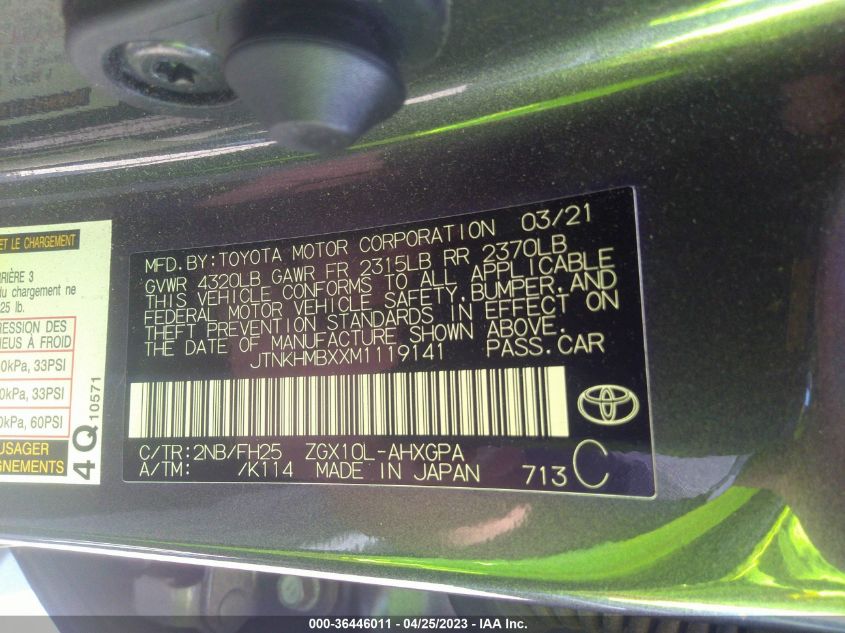 ET LE CHARGEMENT
RIÈRE 3
du chargement ne
25 lb.
RESSION DES
NEUS À FROID
0kPa, 33PSI
0kPa, 33PSI
0kPa, 60PSI
USAGER
GNEMENTS
4Q 10571
03/21
MFD.BY:TOYOTA MOTOR CORPORATION
GVWR 4320LB GAWR FR 2315LB RR 2370LB
THIS VEHICLE CONFORMS TO ALL APPLICABLE
FEDERAL MOTOR VEHICLE SAFETY,BUMPER,AND
THEFT PREVENTION STANDARDS IN EFFECT ON
THE DATE OF MANUFACTURE SHOWN ABOVE.
JTNKHMBXXM1119141 PASS.CAR
C/TR:2NB/FH25 ZGX10L-AHXGPA
A/TM: /K114 MADE IN JAPAN 713 C
000-36446011 - 04/25/2023 - IAA Inc.